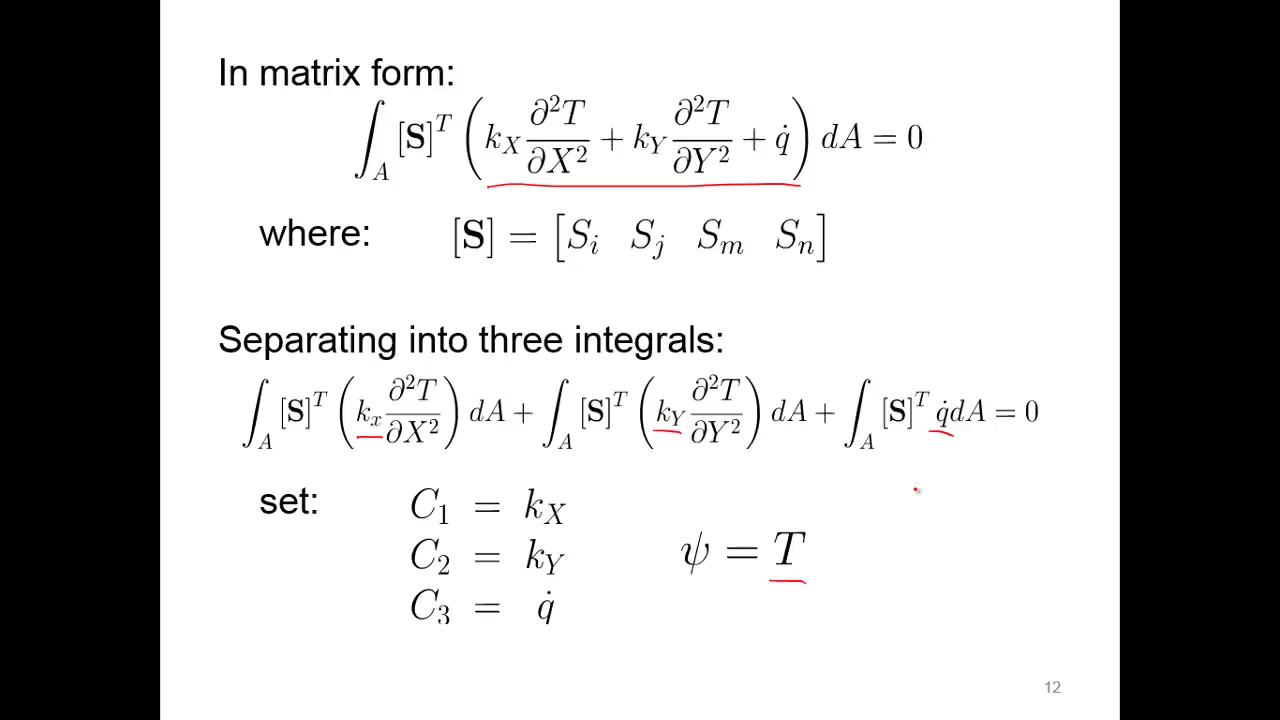 In matrix form:
∫_A [S]^T (k_X ∂²T/∂X² + k_Y ∂²T/∂Y² + q̇) dA = 0
where: [S] = [S_i S_j S_m S_n]
Separating into three integrals:
∫_A [S]^T (k_x ∂²T/∂X²) dA + ∫_A [S]^T (k_Y ∂²T/∂Y²) dA + ∫_A [S]^T q̇dA = 0
set: C_1 = k_X
C_2 = k_Y ψ = T
C_3 = q̇
12